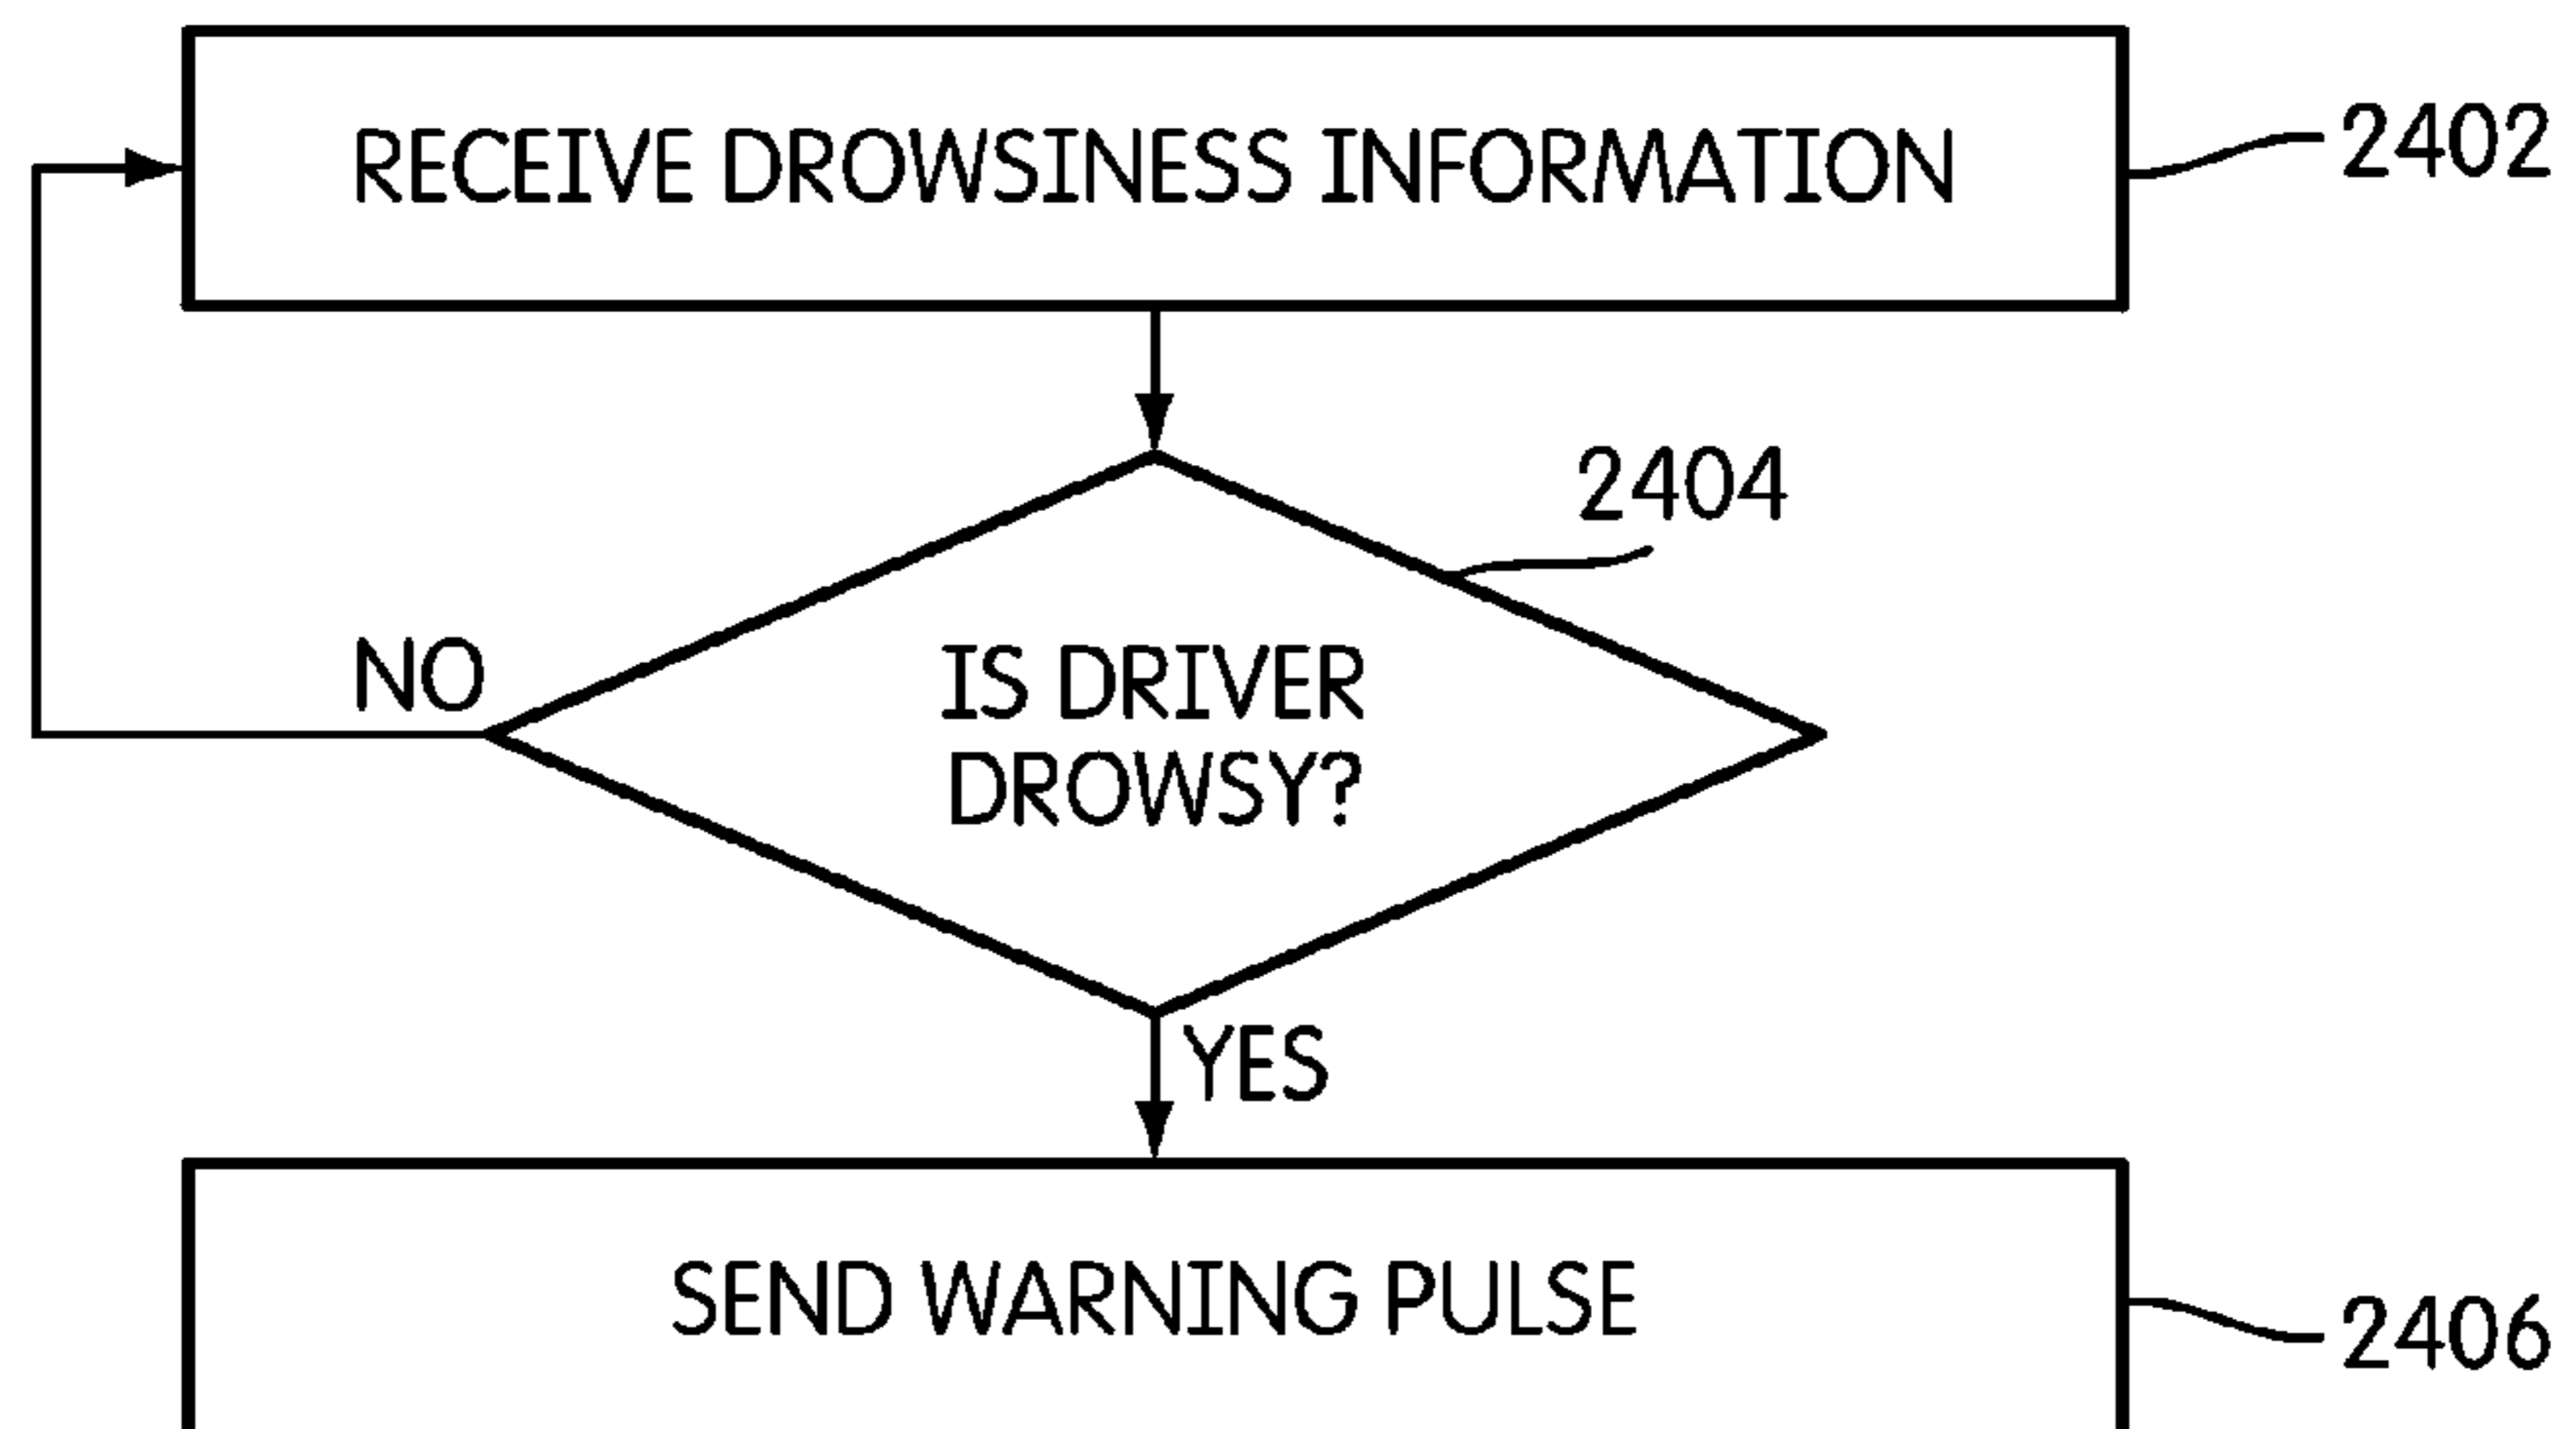 RECEIVE DROWSINESS INFORMATION
2402
2404
NO
IS DRIVER
DROWSY?
YES
SEND WARNING PULSE
2406